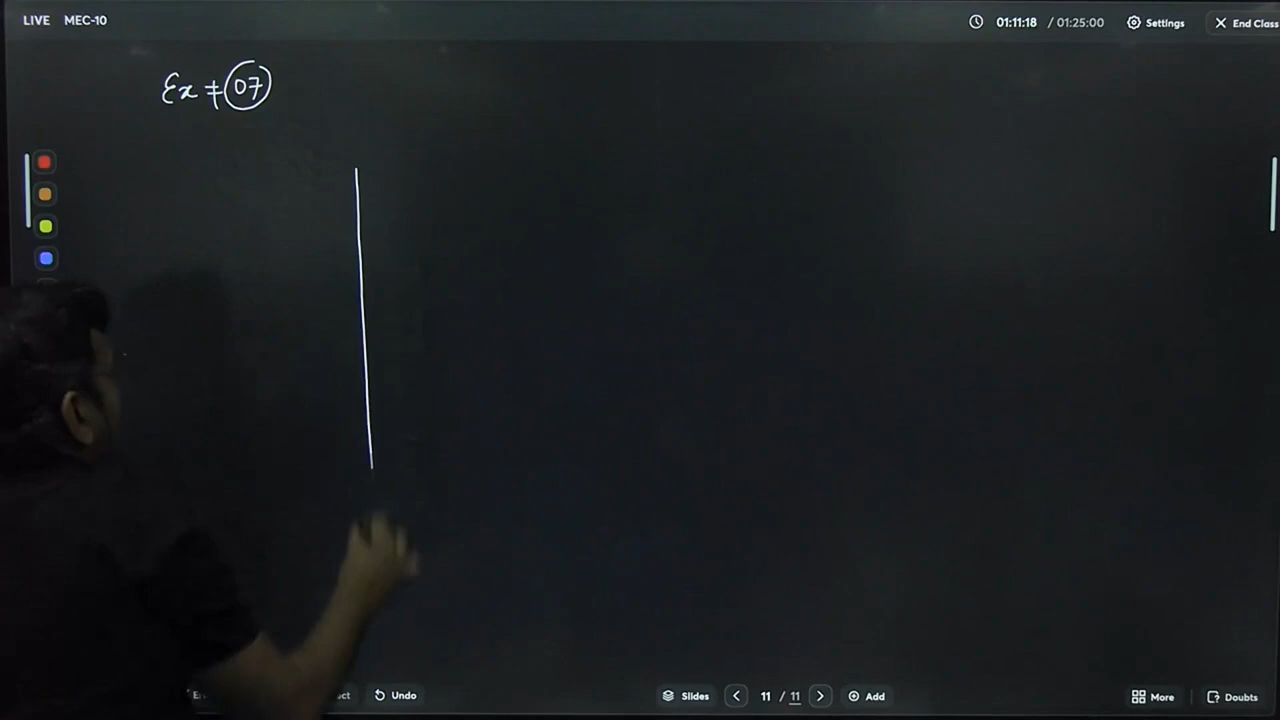 LIVE MEC-10 01:11:18 / 01:25:00 Settings End Class
Ex ≠ 07
Undo Slides 11 / 11 Add More Doubts